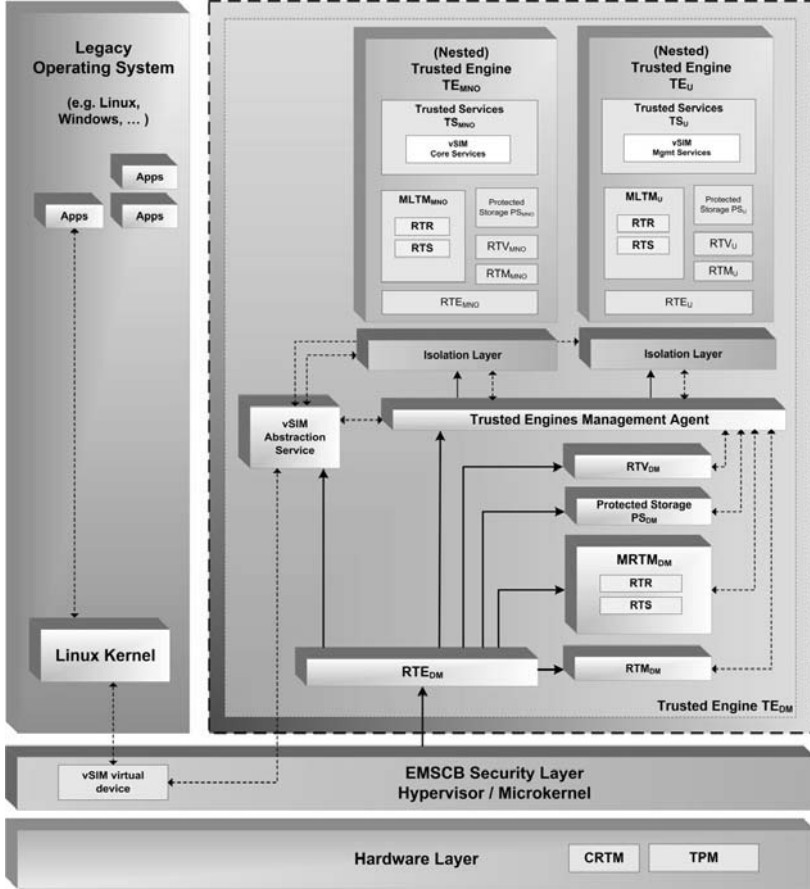 Legacy
Operating System
(e.g. Linux,
Windows, ... )
Apps
Apps
Apps
Linux Kernel
(Nested)
Trusted Engine
TEMNO
Trusted Services
TSMNO
vSIM
Core Services
MLTMMNO
RTR
RTS
Protected
Storage PSMNO
RTVMNO
RTMMNO
RTEMNO
(Nested)
Trusted Engine
TEU
Trusted Services
TSU
vSIM
Mgmt Services
MLTMU
RTR
RTS
Protected
Storage PSU
RTVU
RTMU
RTEU
Isolation Layer
Isolation Layer
vSIM
Abstraction
Service
Trusted Engines Management Agent
RTVDM
Protected Storage
PSDM
MRTMDM
RTR
RTS
RTEDM
RTMDM
Trusted Engine TEDM
vSIM virtual
device
EMSCB Security Layer
Hypervisor / Microkernel
Hardware Layer
CRTM
TPM